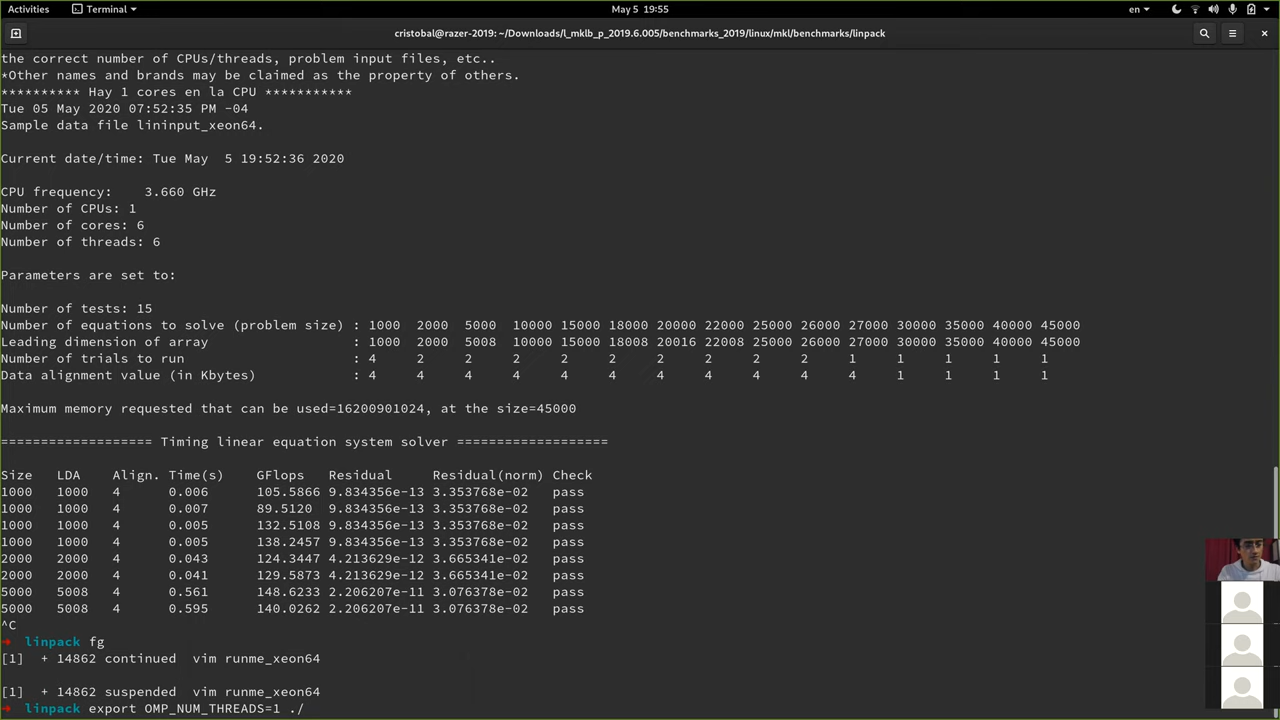 Activities Terminal May 5 19:55 en
cristobal@razer-2019: ~/Downloads/l_mklb_p_2019.6.005/benchmarks_2019/linux/mkl/benchmarks/linpack
the correct number of CPUs/threads, problem input files, etc..
*Other names and brands may be claimed as the property of others.
********** Hay 1 cores en la CPU ***********
Tue 05 May 2020 07:52:35 PM -04
Sample data file lininput_xeon64.
Current date/time: Tue May  5 19:52:36 2020
CPU frequency:    3.660 GHz
Number of CPUs: 1
Number of cores: 6
Number of threads: 6
Parameters are set to:
Number of tests: 15
Number of equations to solve (problem size) : 1000  2000  5000  10000 15000 18000 20000 22000 25000 26000 27000 30000 35000 40000 45000
Leading dimension of array                  : 1000  2000  5008  10000 15000 18008 20016 22008 25000 26000 27000 30000 35000 40000 45000
Number of trials to run                     : 4     2     2     2     2     2     2     2     2     2     1     1     1     1     1
Data alignment value (in Kbytes)            : 4     4     4     4     4     4     4     4     4     4     4     1     1     1     1
Maximum memory requested that can be used=16200901024, at the size=45000
=================== Timing linear equation system solver ===================
Size   LDA    Align. Time(s)    GFlops   Residual     Residual(norm) Check
1000   1000   4      0.006      105.5866 9.834356e-13 3.353768e-02   pass
1000   1000   4      0.007      89.5120  9.834356e-13 3.353768e-02   pass
1000   1000   4      0.005      132.5108 9.834356e-13 3.353768e-02   pass
1000   1000   4      0.005      138.2457 9.834356e-13 3.353768e-02   pass
2000   2000   4      0.043      124.3447 4.213629e-12 3.665341e-02   pass
2000   2000   4      0.041      129.5873 4.213629e-12 3.665341e-02   pass
5000   5008   4      0.561      148.6233 2.206207e-11 3.076378e-02   pass
5000   5008   4      0.595      140.0262 2.206207e-11 3.076378e-02   pass
^C
➜  linpack fg
[1]  + 14862 continued  vim runme_xeon64
[1]  + 14862 suspended  vim runme_xeon64
➜  linpack export OMP_NUM_THREADS=1 ./